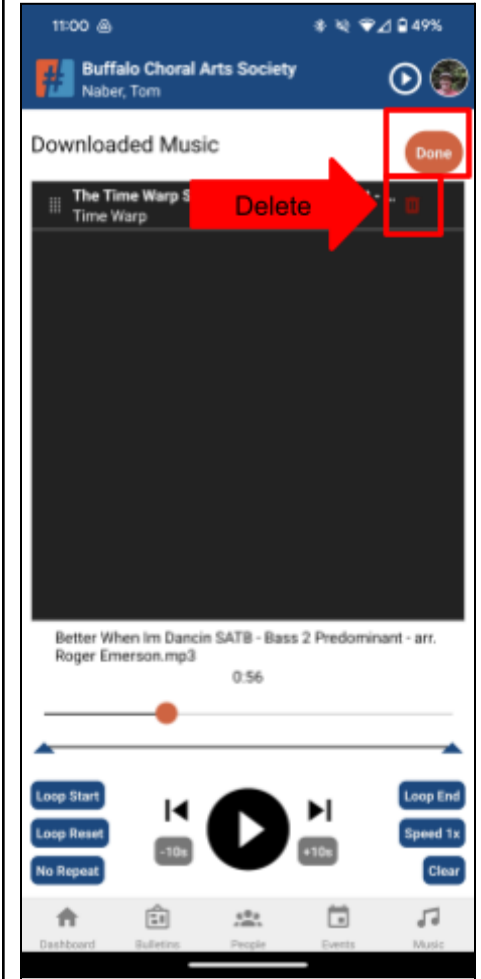 11:00 49%
Buffalo Choral Arts Society
Naber, Tom
Downloaded Music
Done
The Time Warp S
Time Warp
Delete
Better When Im Dancin SATB - Bass 2 Predominant - arr.
Roger Emerson.mp3
0:56
Loop Start
Loop End
Loop Reset
-10s
+10s
Speed 1x
No Repeat
Clear
Dashboard Bulletins People Events Music